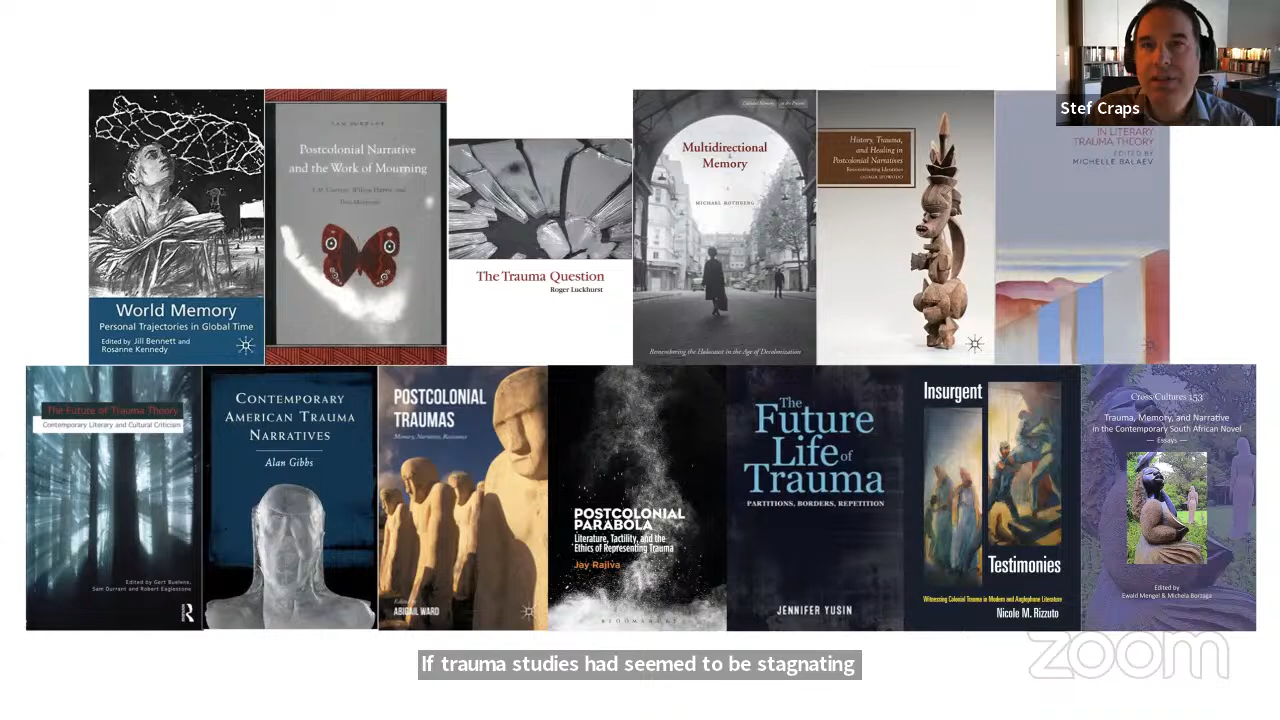 Stef Craps
World Memory
Personal Trajectories in Global Time
Edited by Jill Bennett and
Rosanne Kennedy
Postcolonial Narrative
and the Work of Mourning
The Trauma Question
Roger Luckhurst
Multidirectional
Memory
MICHAEL ROTHBERG
Remembering the Holocaust in the Age of Decolonization
History, Trauma,
and Healing in
Postcolonial Narratives
IN LITERARY
TRAUMA THEORY
EDITED BY
MICHELLE BALAEV
The Future of Trauma Theory
Contemporary Literary and Cultural Criticism
Edited by Gert Buelens,
Sam Durrant and Robert Eaglestone
R
CONTEMPORARY
AMERICAN TRAUMA
NARRATIVES
Alan Gibbs
POSTCOLONIAL
TRAUMAS
Memory, Narrative, Resistance
Edited by
ABIGAIL WARD
POSTCOLONIAL
PARABOLA
Literature, Tactility, and the
Ethics of Representing Trauma
Jay Rajiva
BLOOMSBURY
The
Future
Life of
Trauma
PARTITIONS, BORDERS, REPETITION
JENNIFER YUSIN
Insurgent
Testimonies
Witnessing Colonial Trauma in Modern and Anglophone Literature
Nicole M. Rizzuto
Cross/Cultures 153
Trauma, Memory, and Narrative
in the Contemporary South African Novel
— Essays —
Edited by
Ewald Mengel & Michela Borzaga
If trauma studies had seemed to be stagnating
zoom